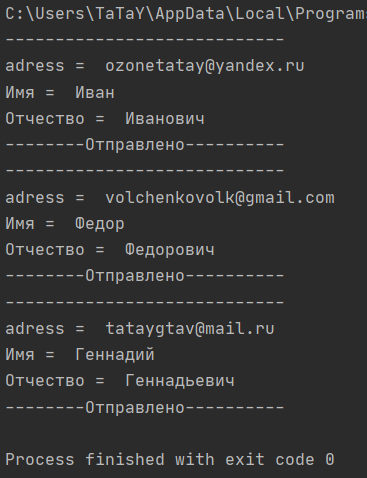 C:\Users\TaTaY\AppData\Local\Programs
----------------------------
adress =  ozonetatay@yandex.ru
Имя =  Иван
Отчество =  Иванович
--------Отправлено----------
----------------------------
adress =  volchenkovolk@gmail.com
Имя =  Федор
Отчество =  Федорович
--------Отправлено----------
----------------------------
adress =  tataygtav@mail.ru
Имя =  Геннадий
Отчество =  Геннадьевич
--------Отправлено----------
Process finished with exit code 0